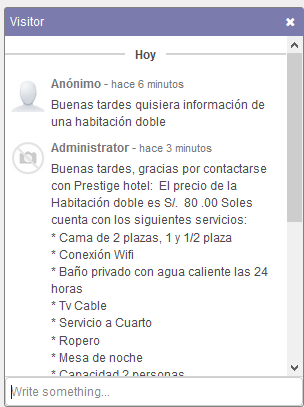 Visitor
Hoy
Anónimo - hace 6 minutos
Buenas tardes quisiera información de
una habitación doble
Administrator - hace 3 minutos
Buenas tardes, gracias por contactarse
con Prestige hotel:  El precio de la
Habitación doble es S/.  80 .00 Soles
cuenta con los siguientes servicios:
* Cama de 2 plazas, 1 y 1/2 plaza
* Conexión Wifi
* Baño privado con agua caliente las 24
horas
* Tv Cable
* Servicio a Cuarto
* Ropero
* Mesa de noche
* Capacidad 2 personas
Write something...